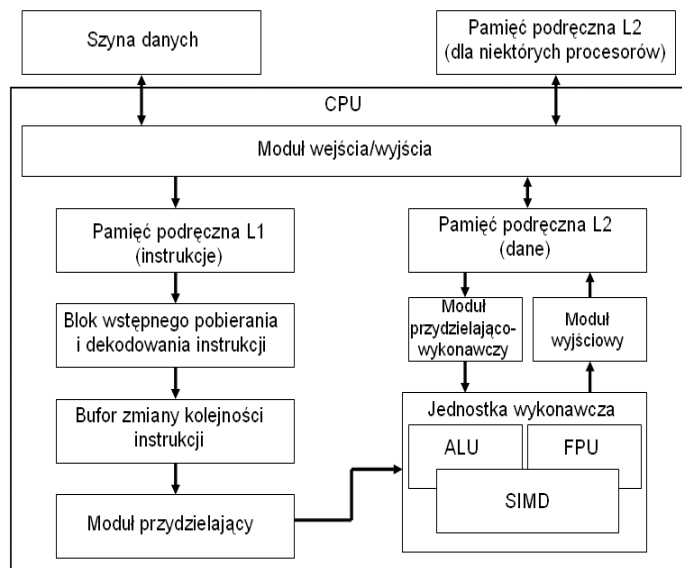 Szyna danych
Pamięć podręczna L2
(dla niektórych procesorów)
CPU
Moduł wejścia/wyjścia
Pamięć podręczna L1
(instrukcje)
Pamięć podręczna L2
(dane)
Blok wstępnego pobierania
i dekodowania instrukcji
Moduł
przydzielająco-
wykonawczy
Moduł
wyjściowy
Bufor zmiany kolejności
instrukcji
Jednostka wykonawcza
ALU
FPU
SIMD
Moduł przydzielający